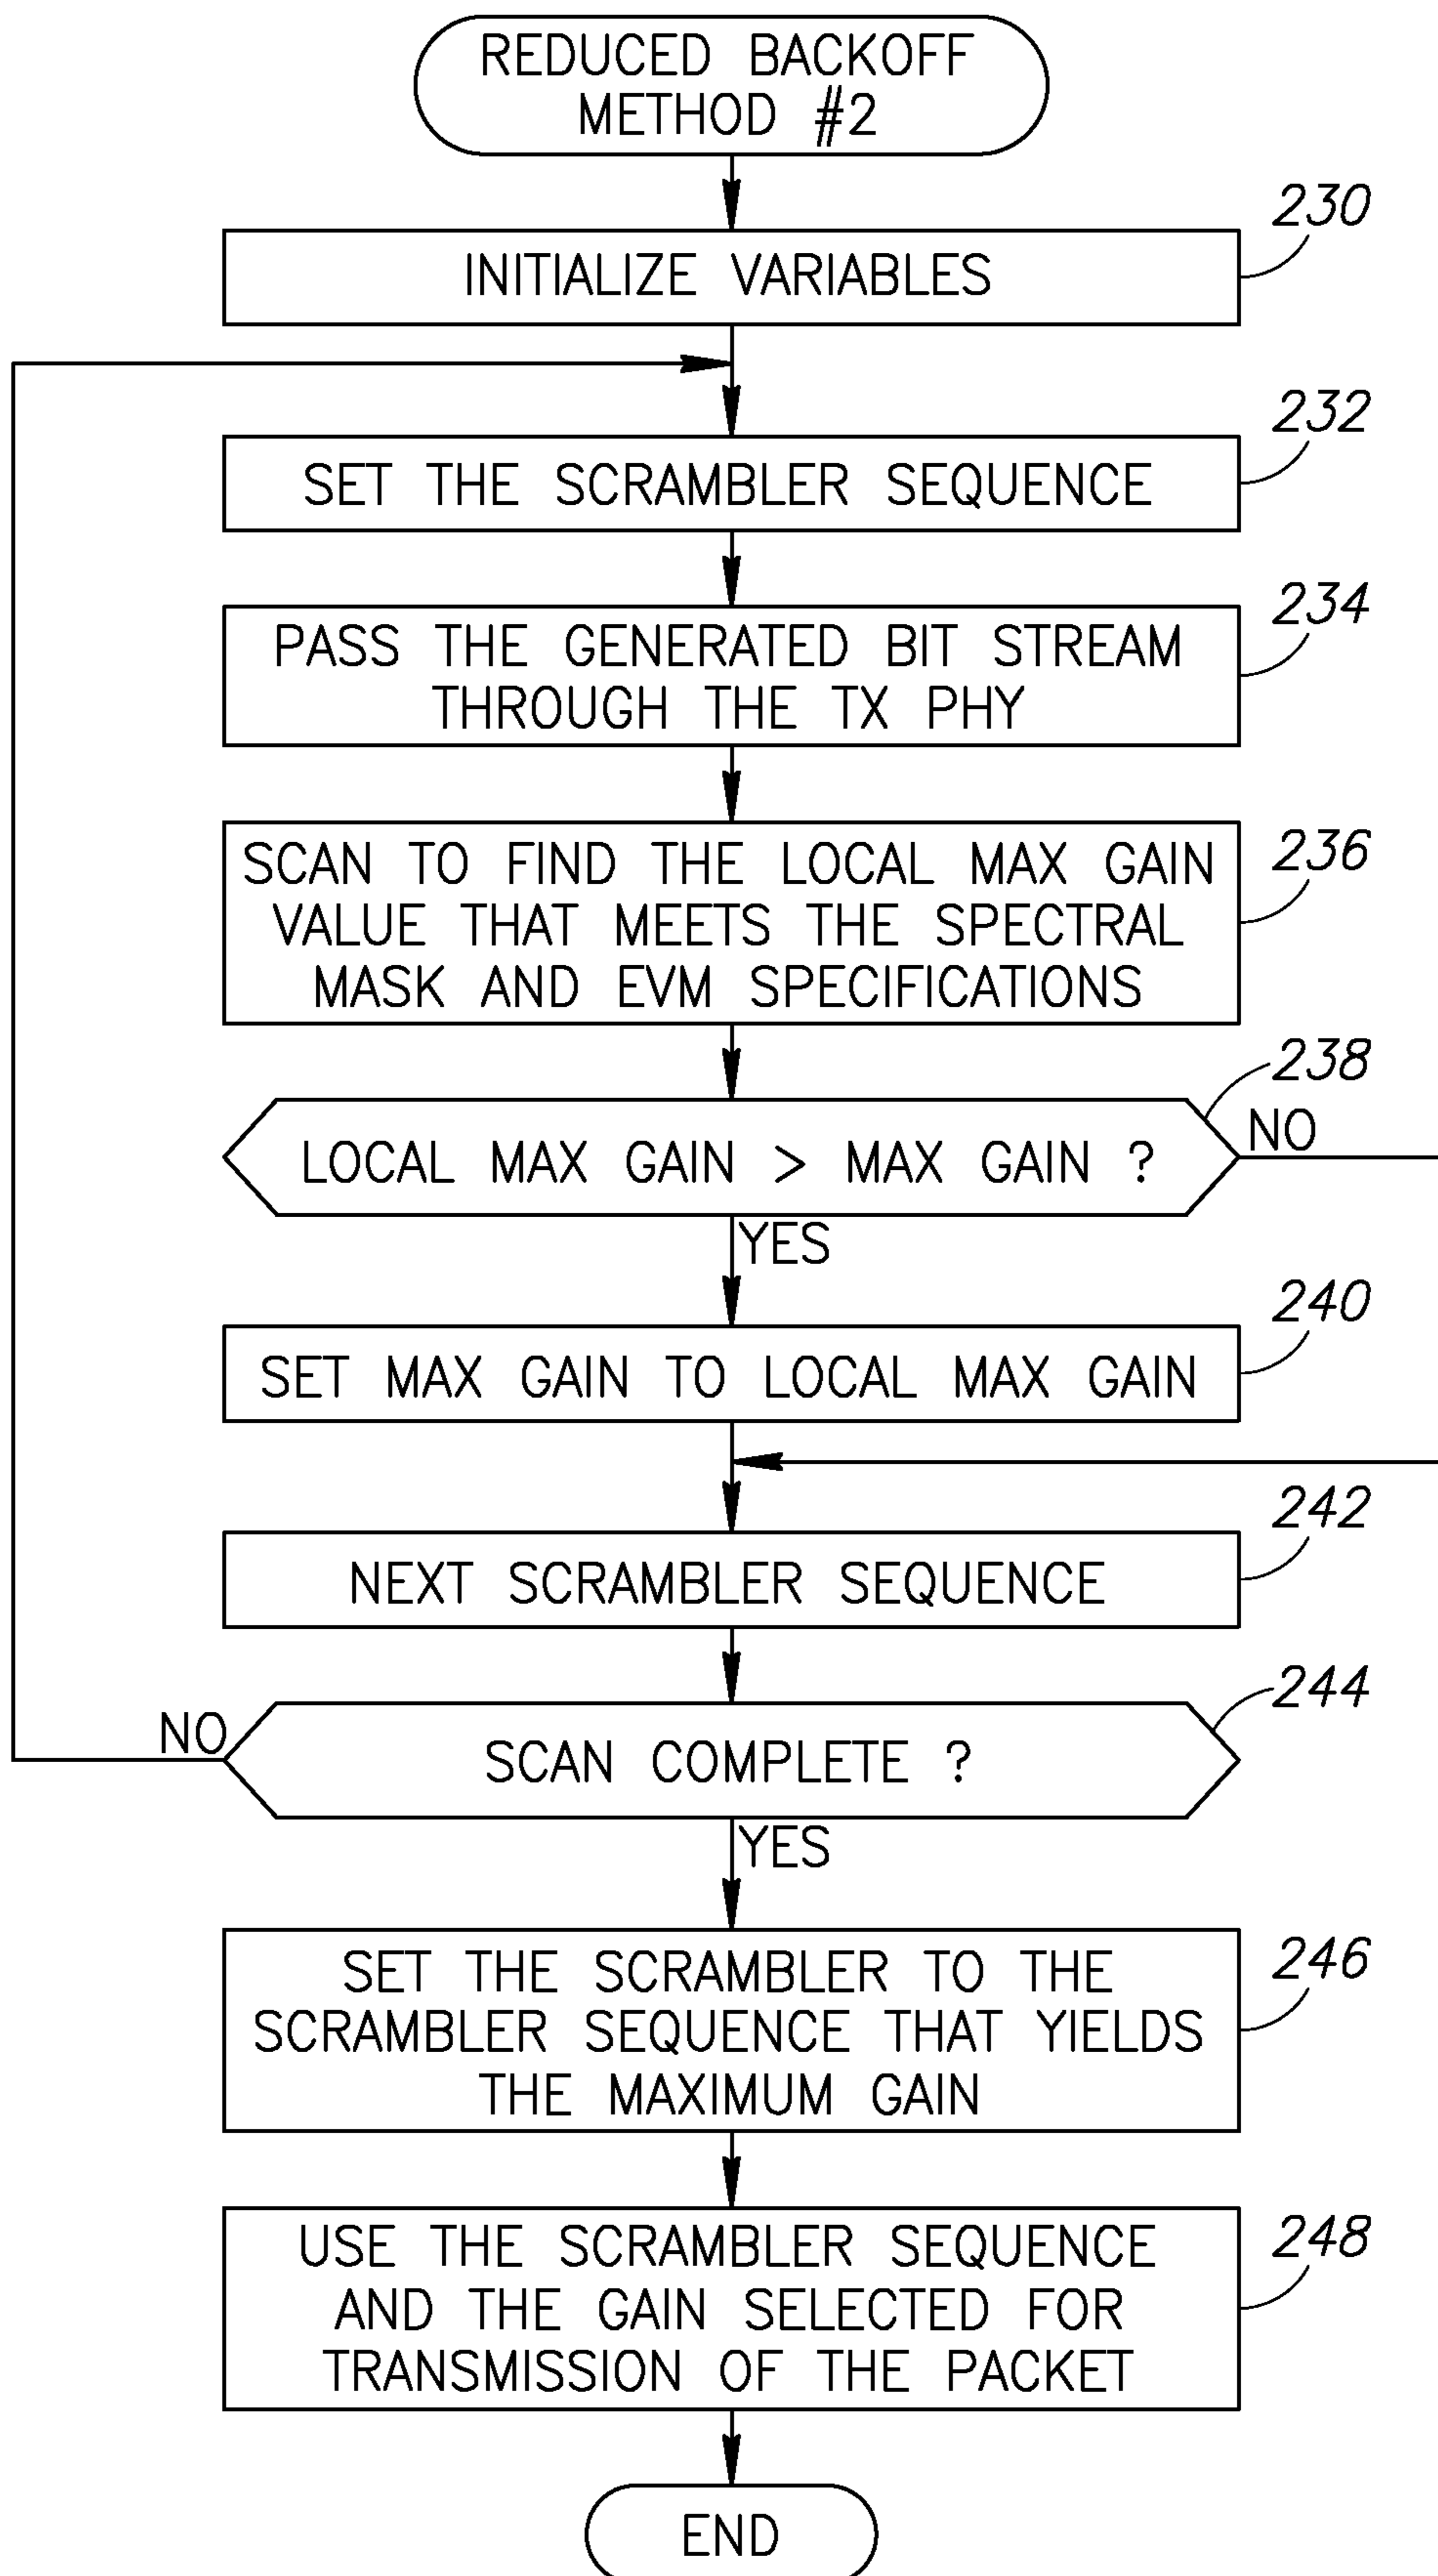 REDUCED BACKOFF
METHOD #2
230
INITIALIZE VARIABLES
232
SET THE SCRAMBLER SEQUENCE
234
PASS THE GENERATED BIT STREAM
THROUGH THE TX PHY
236
SCAN TO FIND THE LOCAL MAX GAIN
VALUE THAT MEETS THE SPECTRAL
MASK AND EVM SPECIFICATIONS
238
LOCAL MAX GAIN > MAX GAIN ?
NO
YES
240
SET MAX GAIN TO LOCAL MAX GAIN
242
NEXT SCRAMBLER SEQUENCE
244
NO
SCAN COMPLETE ?
YES
246
SET THE SCRAMBLER TO THE
SCRAMBLER SEQUENCE THAT YIELDS
THE MAXIMUM GAIN
248
USE THE SCRAMBLER SEQUENCE
AND THE GAIN SELECTED FOR
TRANSMISSION OF THE PACKET
END